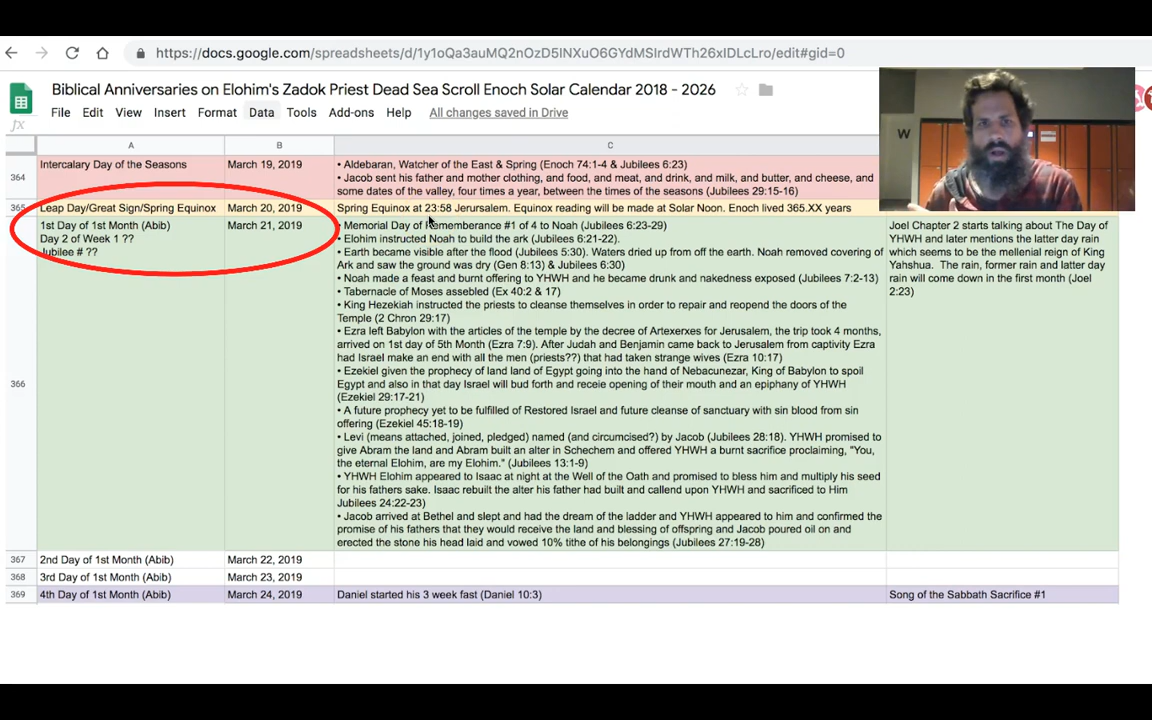 https://docs.google.com/spreadsheets/d/1y1oQa3auMQ2nOzD5INXuO6GYdMSlrdWTh26xIDLcLro/edit#gid=0
Biblical Anniversaries on Elohim's Zadok Priest Dead Sea Scroll Enoch Solar Calendar 2018 - 2026
File Edit View Insert Format Data Tools Add-ons Help All changes saved in Drive
fx
A B C
W
364
Intercalary Day of the Seasons
March 19, 2019
• Aldebaran, Watcher of the East & Spring (Enoch 74:1-4 & Jubilees 6:23)
• Jacob sent his father and mother clothing, and food, and meat, and drink, and milk, and butter, and cheese, and
some dates of the valley, four times a year, between the times of the seasons (Jubilees 29:15-16)
365
Leap Day/Great Sign/Spring Equinox
March 20, 2019
Spring Equinox at 23:58 Jerusalem. Equinox reading will be made at Solar Noon. Enoch lived 365.XX years
366
1st Day of 1st Month (Abib)
Day 2 of Week 1 ??
Jubilee # ??
March 21, 2019
• Memorial Day of Rememberance #1 of 4 to Noah (Jubilees 6:23-29)
• Elohim instructed Noah to build the ark (Jubilees 6:21-22).
• Earth became visible after the flood (Jubilees 5:30). Waters dried up from off the earth. Noah removed covering of
Ark and saw the ground was dry (Gen 8:13) & Jubilees 6:30)
• Noah made a feast and burnt offering to YHWH and he became drunk and nakedness exposed (Jubilees 7:2-13)
• Tabernacle of Moses assebled (Ex 40:2 & 17)
• King Hezekiah instructed the priests to cleanse themselves in order to repair and reopen the doors of the
Temple (2 Chron 29:17)
• Ezra left Babylon with the articles of the temple by the decree of Artexerxes for Jerusalem, the trip took 4 months,
arrived on 1st day of 5th Month (Ezra 7:9). After Judah and Benjamin came back to Jerusalem from captivity Ezra
had Israel make an end with all the men (priests??) that had taken strange wives (Ezra 10:17)
• Ezekiel given the prophecy of land land of Egypt going into the hand of Nebacunezar, King of Babylon to spoil
Egypt and also in that day Israel will bud forth and receie opening of their mouth and an epiphany of YHWH
(Ezekiel 29:17-21)
• A future prophecy yet to be fulfilled of Restored Israel and future cleanse of sanctuary with sin blood from sin
offering (Ezekiel 45:18-19)
• Levi (means attached, joined, pledged) named (and circumcised?) by Jacob (Jubilees 28:18). YHWH promised to
give Abram the land and Abram built an alter in Schechem and offered YHWH a burnt sacrifice proclaiming, "You,
the eternal Elohim, are my Elohim." (Jubilees 13:1-9)
• YHWH Elohim appeared to Isaac at night at the Well of the Oath and promised to bless him and multiply his seed
for his fathers sake. Isaac rebuilt the alter his father had built and callend upon YHWH and sacrificed to Him
Jubilees 24:22-23)
• Jacob arrived at Bethel and slept and had the dream of the ladder and YHWH appeared to him and confirmed the
promise of his fathers that they would receive the land and blessing of offspring and Jacob poured oil on and
erected the stone his head laid and vowed 10% tithe of his belongings (Jubilees 27:19-28)
Joel Chapter 2 starts talking about The Day of
YHWH and later mentions the latter day rain
which seems to be the mellenial reign of King
Yahshua. The rain, former rain and latter day
rain will come down in the first month (Joel
2:23)
367
2nd Day of 1st Month (Abib)
March 22, 2019
368
3rd Day of 1st Month (Abib)
March 23, 2019
369
4th Day of 1st Month (Abib)
March 24, 2019
Daniel started his 3 week fast (Daniel 10:3)
Song of the Sabbath Sacrifice #1